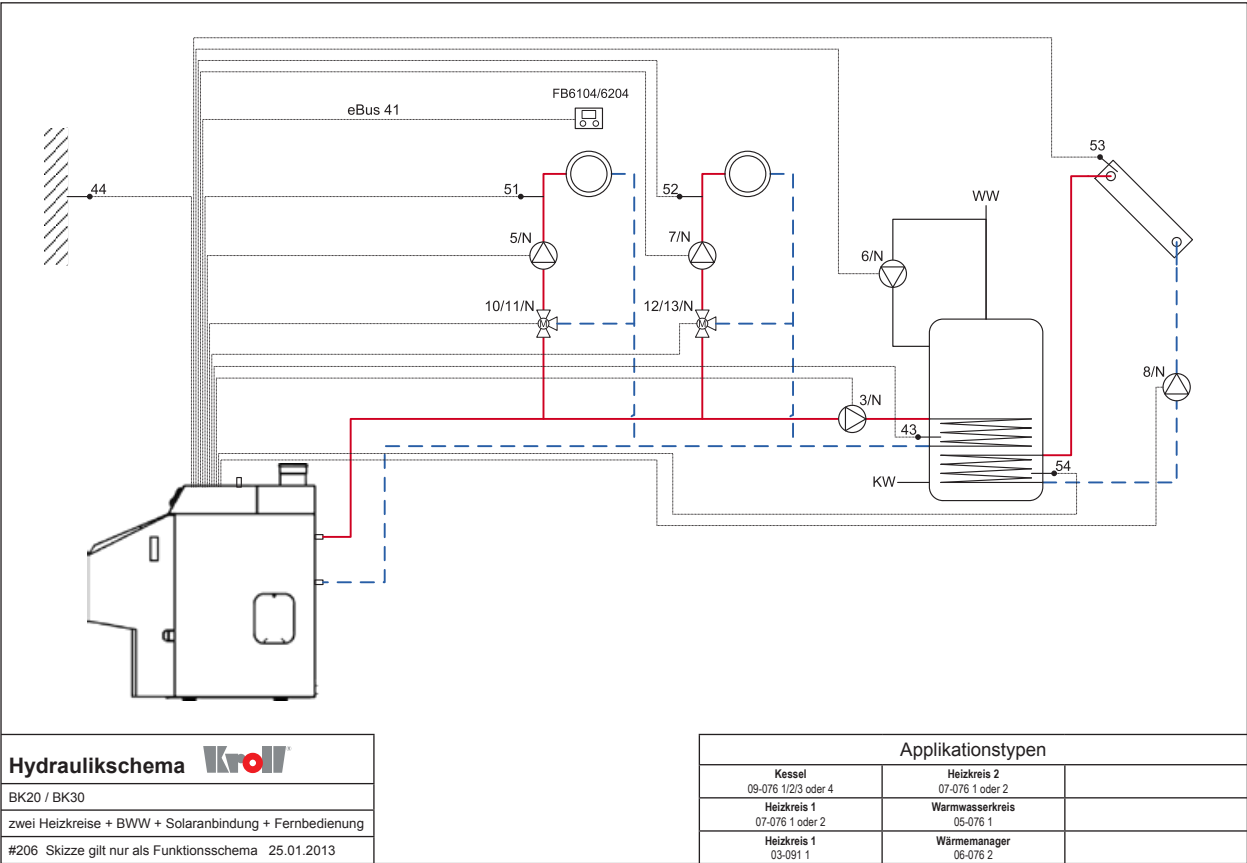 FB6104/6204
eBus 41
53
44
51
52
WW
5/N
7/N
6/N
10/11/N
12/13/N
M
M
8/N
3/N
43
54
KW
Hydraulikschema Kroll
BK20 / BK30
zwei Heizkreise + BWW + Solaranbindung + Fernbedienung
#206 Skizze gilt nur als Funktionsschema 25.01.2013
Applikationstypen
Kessel
09-076 1/2/3 oder 4
Heizkreis 2
07-076 1 oder 2
Heizkreis 1
07-076 1 oder 2
Warmwasserkreis
05-076 1
Heizkreis 1
03-091 1
Wärmemanager
06-076 2